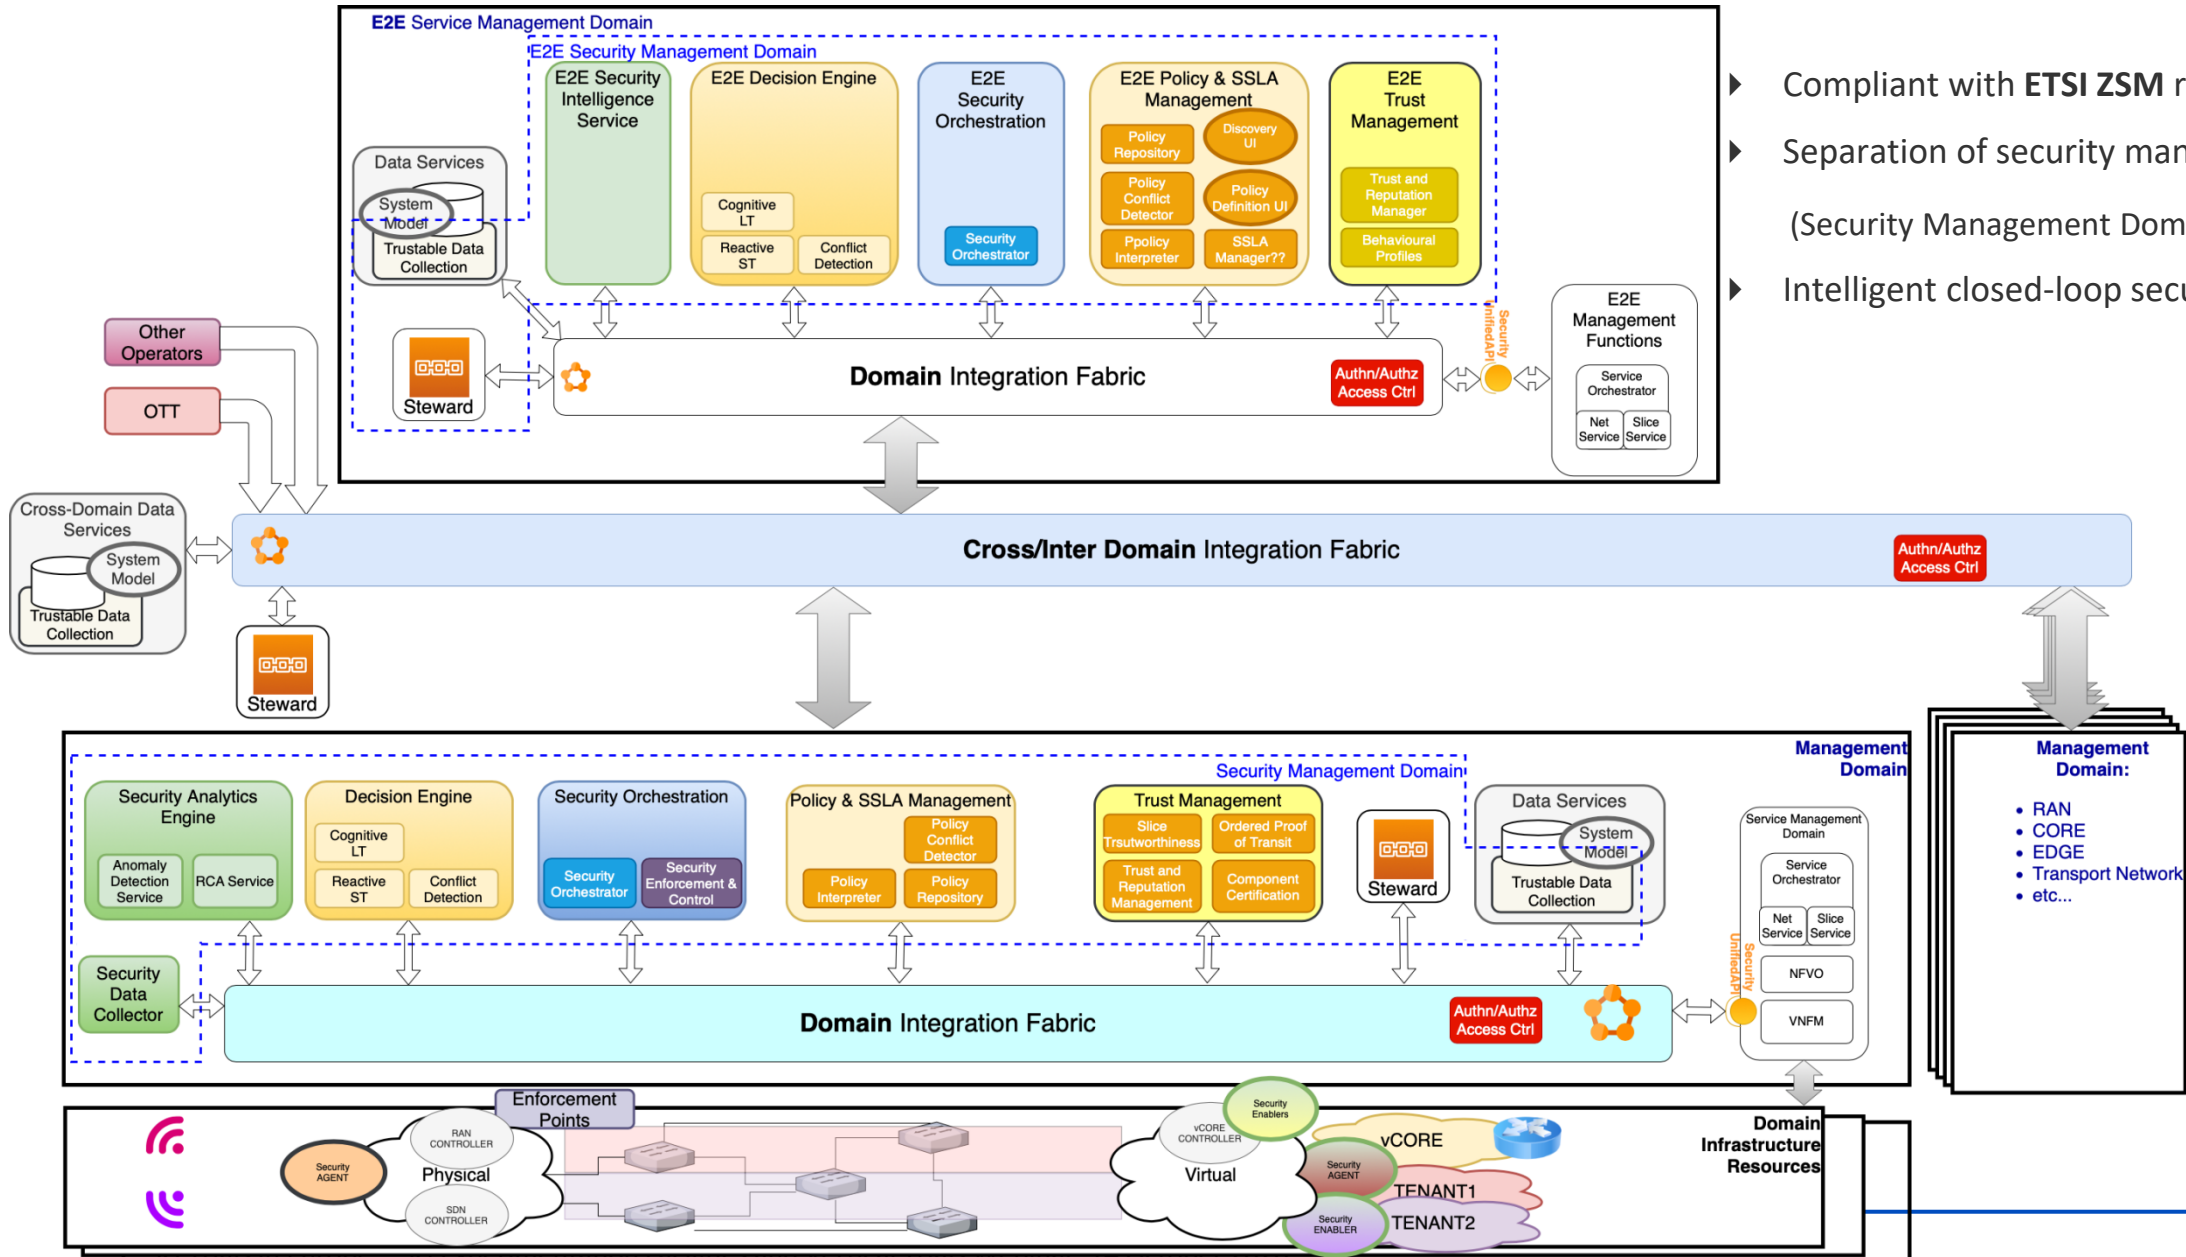 E2E Service Management Domain
E2E Security Management Domain
E2E Security
Intelligence
Service
E2E Decision Engine
Cognitive
LT
Reactive
ST
Conflict
Detection
E2E
Security
Orchestration
Security
Orchestrator
E2E Policy & SSLA
Management
Policy
Repository
Discovery
UI
Policy
Conflict
Detector
Policy
Definition UI
Ppolicy
Interpreter
SSLA
Manager??
E2E
Trust
Management
Trust and
Reputation
Manager
Behavioural
Profiles
Data Services
System
Model
Trustable Data
Collection
Steward
Domain Integration Fabric
Authn/Authz
Access Ctrl
Security
UnifiedAPI
E2E
Management
Functions
Service
Orchestrator
Net
Service
Slice
Service
Compliant with ETSI ZSM r
Separation of security man
(Security Management Dom
Intelligent closed-loop secu
Other
Operators
OTT
Cross-Domain Data
Services
System
Model
Trustable Data
Collection
Cross/Inter Domain Integration Fabric
Authn/Authz
Access Ctrl
Steward
Management
Domain
Security Management Domain
Security Analytics
Engine
Anomaly
Detection
Service
RCA Service
Decision Engine
Cognitive
LT
Reactive
ST
Conflict
Detection
Security Orchestration
Security
Orchestrator
Security
Enforcement &
Control
Policy & SSLA Management
Policy
Conflict
Detector
Policy
Interpreter
Policy
Repository
Trust Management
Slice
Trsutworthiness
Ordered Proof
of Transit
Trust and
Reputation
Management
Component
Certification
Steward
Data Services
System
Model
Trustable Data
Collection
Service Management
Domain
Service
Orchestrator
Net
Service
Slice
Service
NFVO
VNFM
Security
UnifiedAPI
Security
Data
Collector
Domain Integration Fabric
Authn/Authz
Access Ctrl
Management
Domain:
• RAN
• CORE
• EDGE
• Transport Network
• etc...
Enforcement
Points
RAN
CONTROLLER
Physical
Security
AGENT
SDN
CONTROLLER
vCORE
CONTROLLER
Virtual
Security
Enablers
vCORE
Security
AGENT
TENANT1
Security
ENABLER
TENANT2
Domain
Infrastructure
Resources